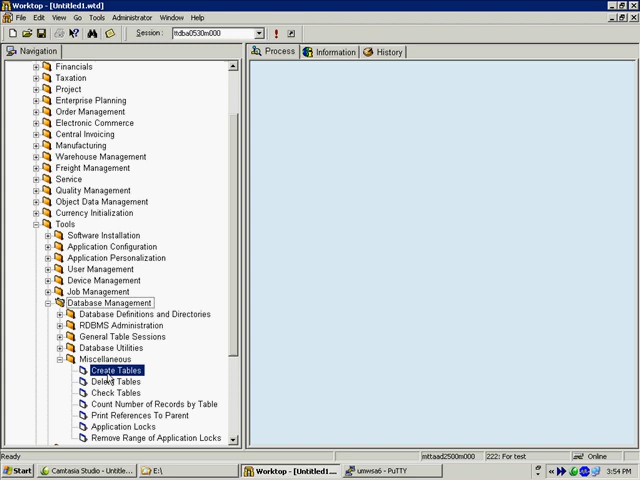 Worktop - [Untitled1.wtd]
File Edit View Go Tools Administrator Window Help
Session: ttdba0530m000
Navigation
Process Information History
Financials
Taxation
Project
Enterprise Planning
Order Management
Electronic Commerce
Central Invoicing
Manufacturing
Warehouse Management
Freight Management
Service
Quality Management
Object Data Management
Currency Initialization
Tools
Software Installation
Application Configuration
Application Personalization
User Management
Device Management
Job Management
Database Management
Database Definitions and Directories
RDBMS Administration
General Table Sessions
Database Utilities
Miscellaneous
Create Tables
Delete Tables
Check Tables
Count Number of Records by Table
Print References To Parent
Application Locks
Remove Range of Application Locks
Ready mttaad2500m000 222: For test Online
Start Camtasia Studio - Untitle... E:\ Worktop - [Untitled1.... umwsa6 - PuTTY 3:54 PM